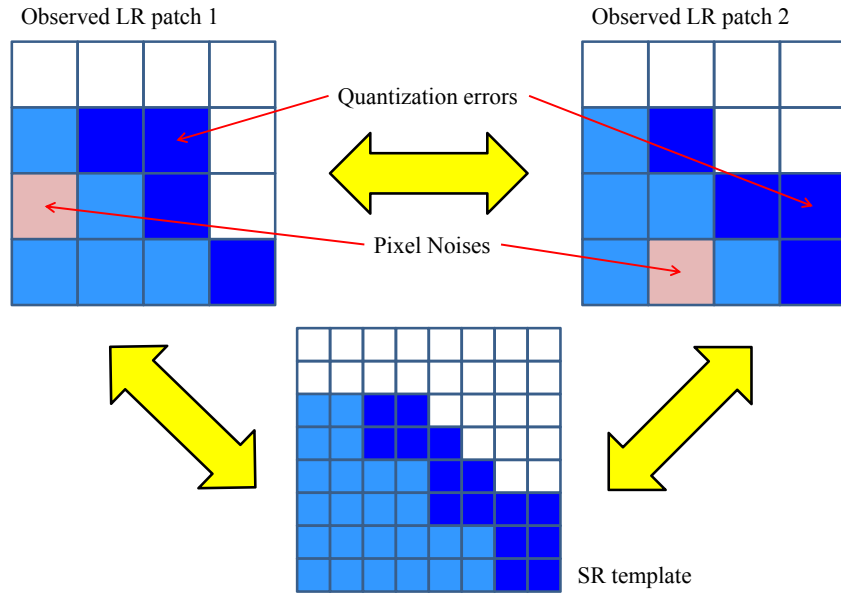 Observed LR patch 1
Observed LR patch 2
Quantization errors
Pixel Noises
SR template